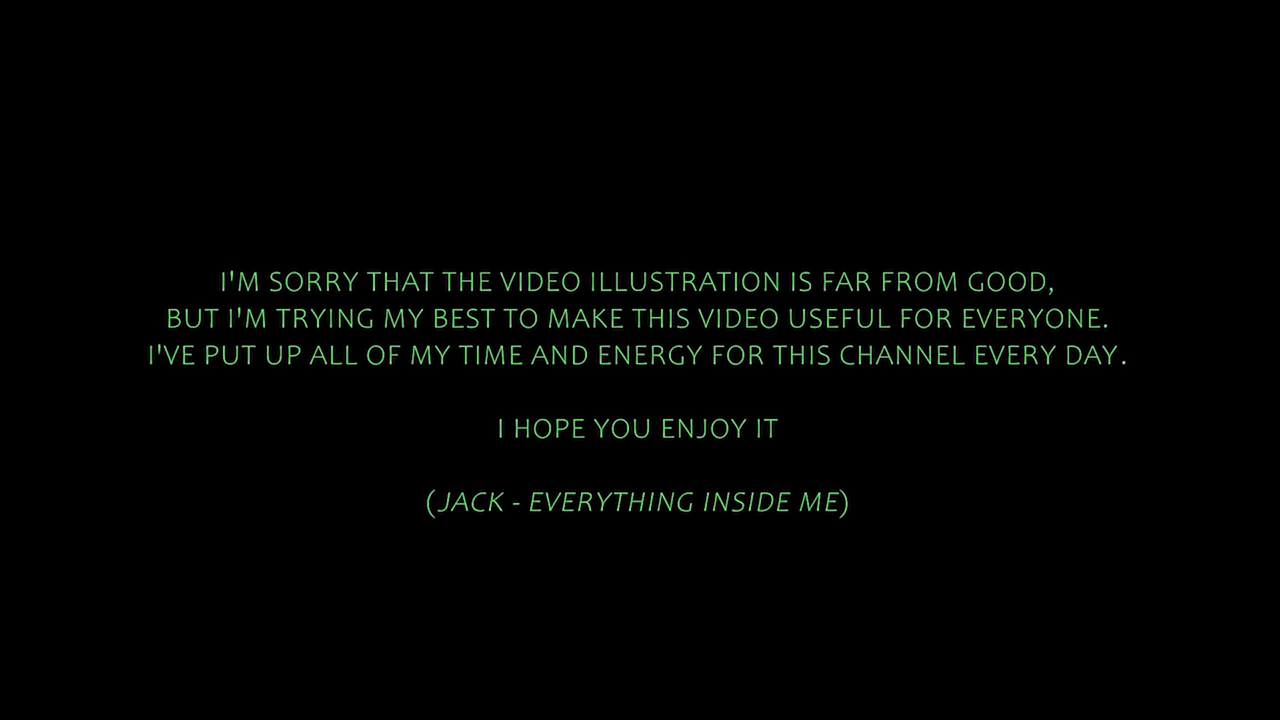 I'M SORRY THAT THE VIDEO ILLUSTRATION IS FAR FROM GOOD,
BUT I'M TRYING MY BEST TO MAKE THIS VIDEO USEFUL FOR EVERYONE.
I'VE PUT UP ALL OF MY TIME AND ENERGY FOR THIS CHANNEL EVERY DAY.
I HOPE YOU ENJOY IT
(JACK - EVERYTHING INSIDE ME)